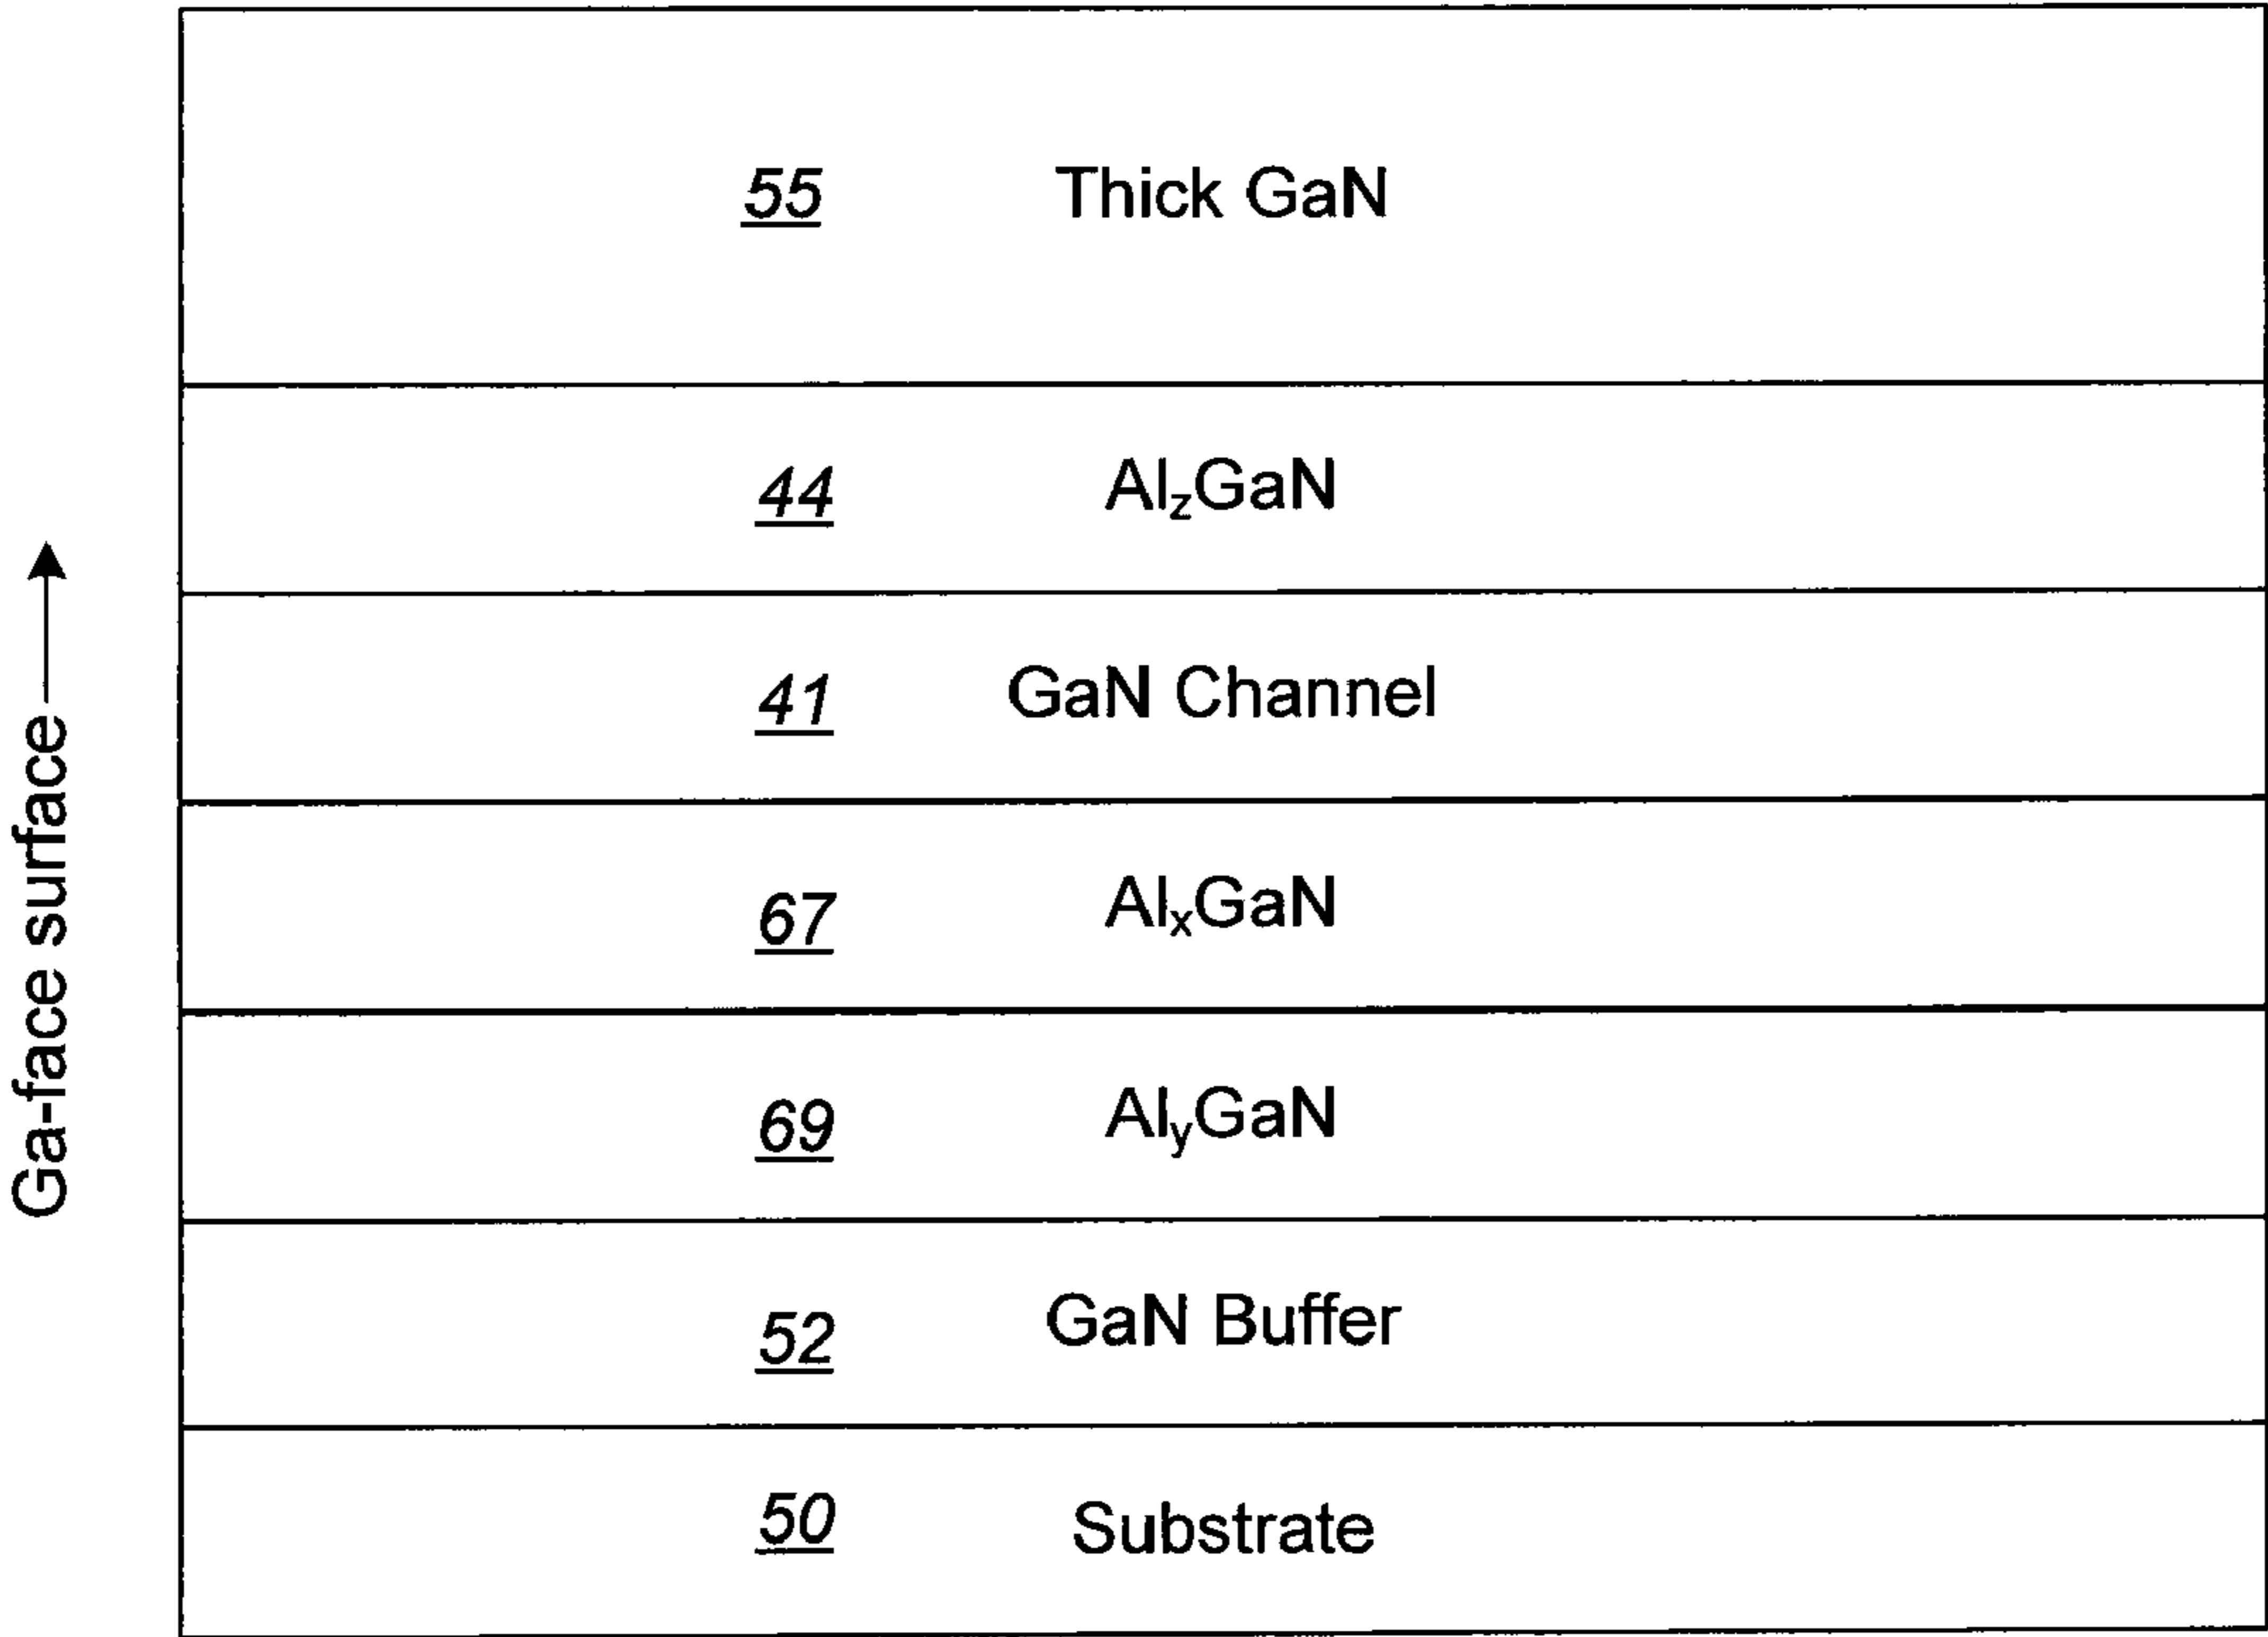 55 Thick GaN
44 AlzGaN
41 GaN Channel
67 AlxGaN
69 AlyGaN
52 GaN Buffer
50 Substrate
Ga-face surface